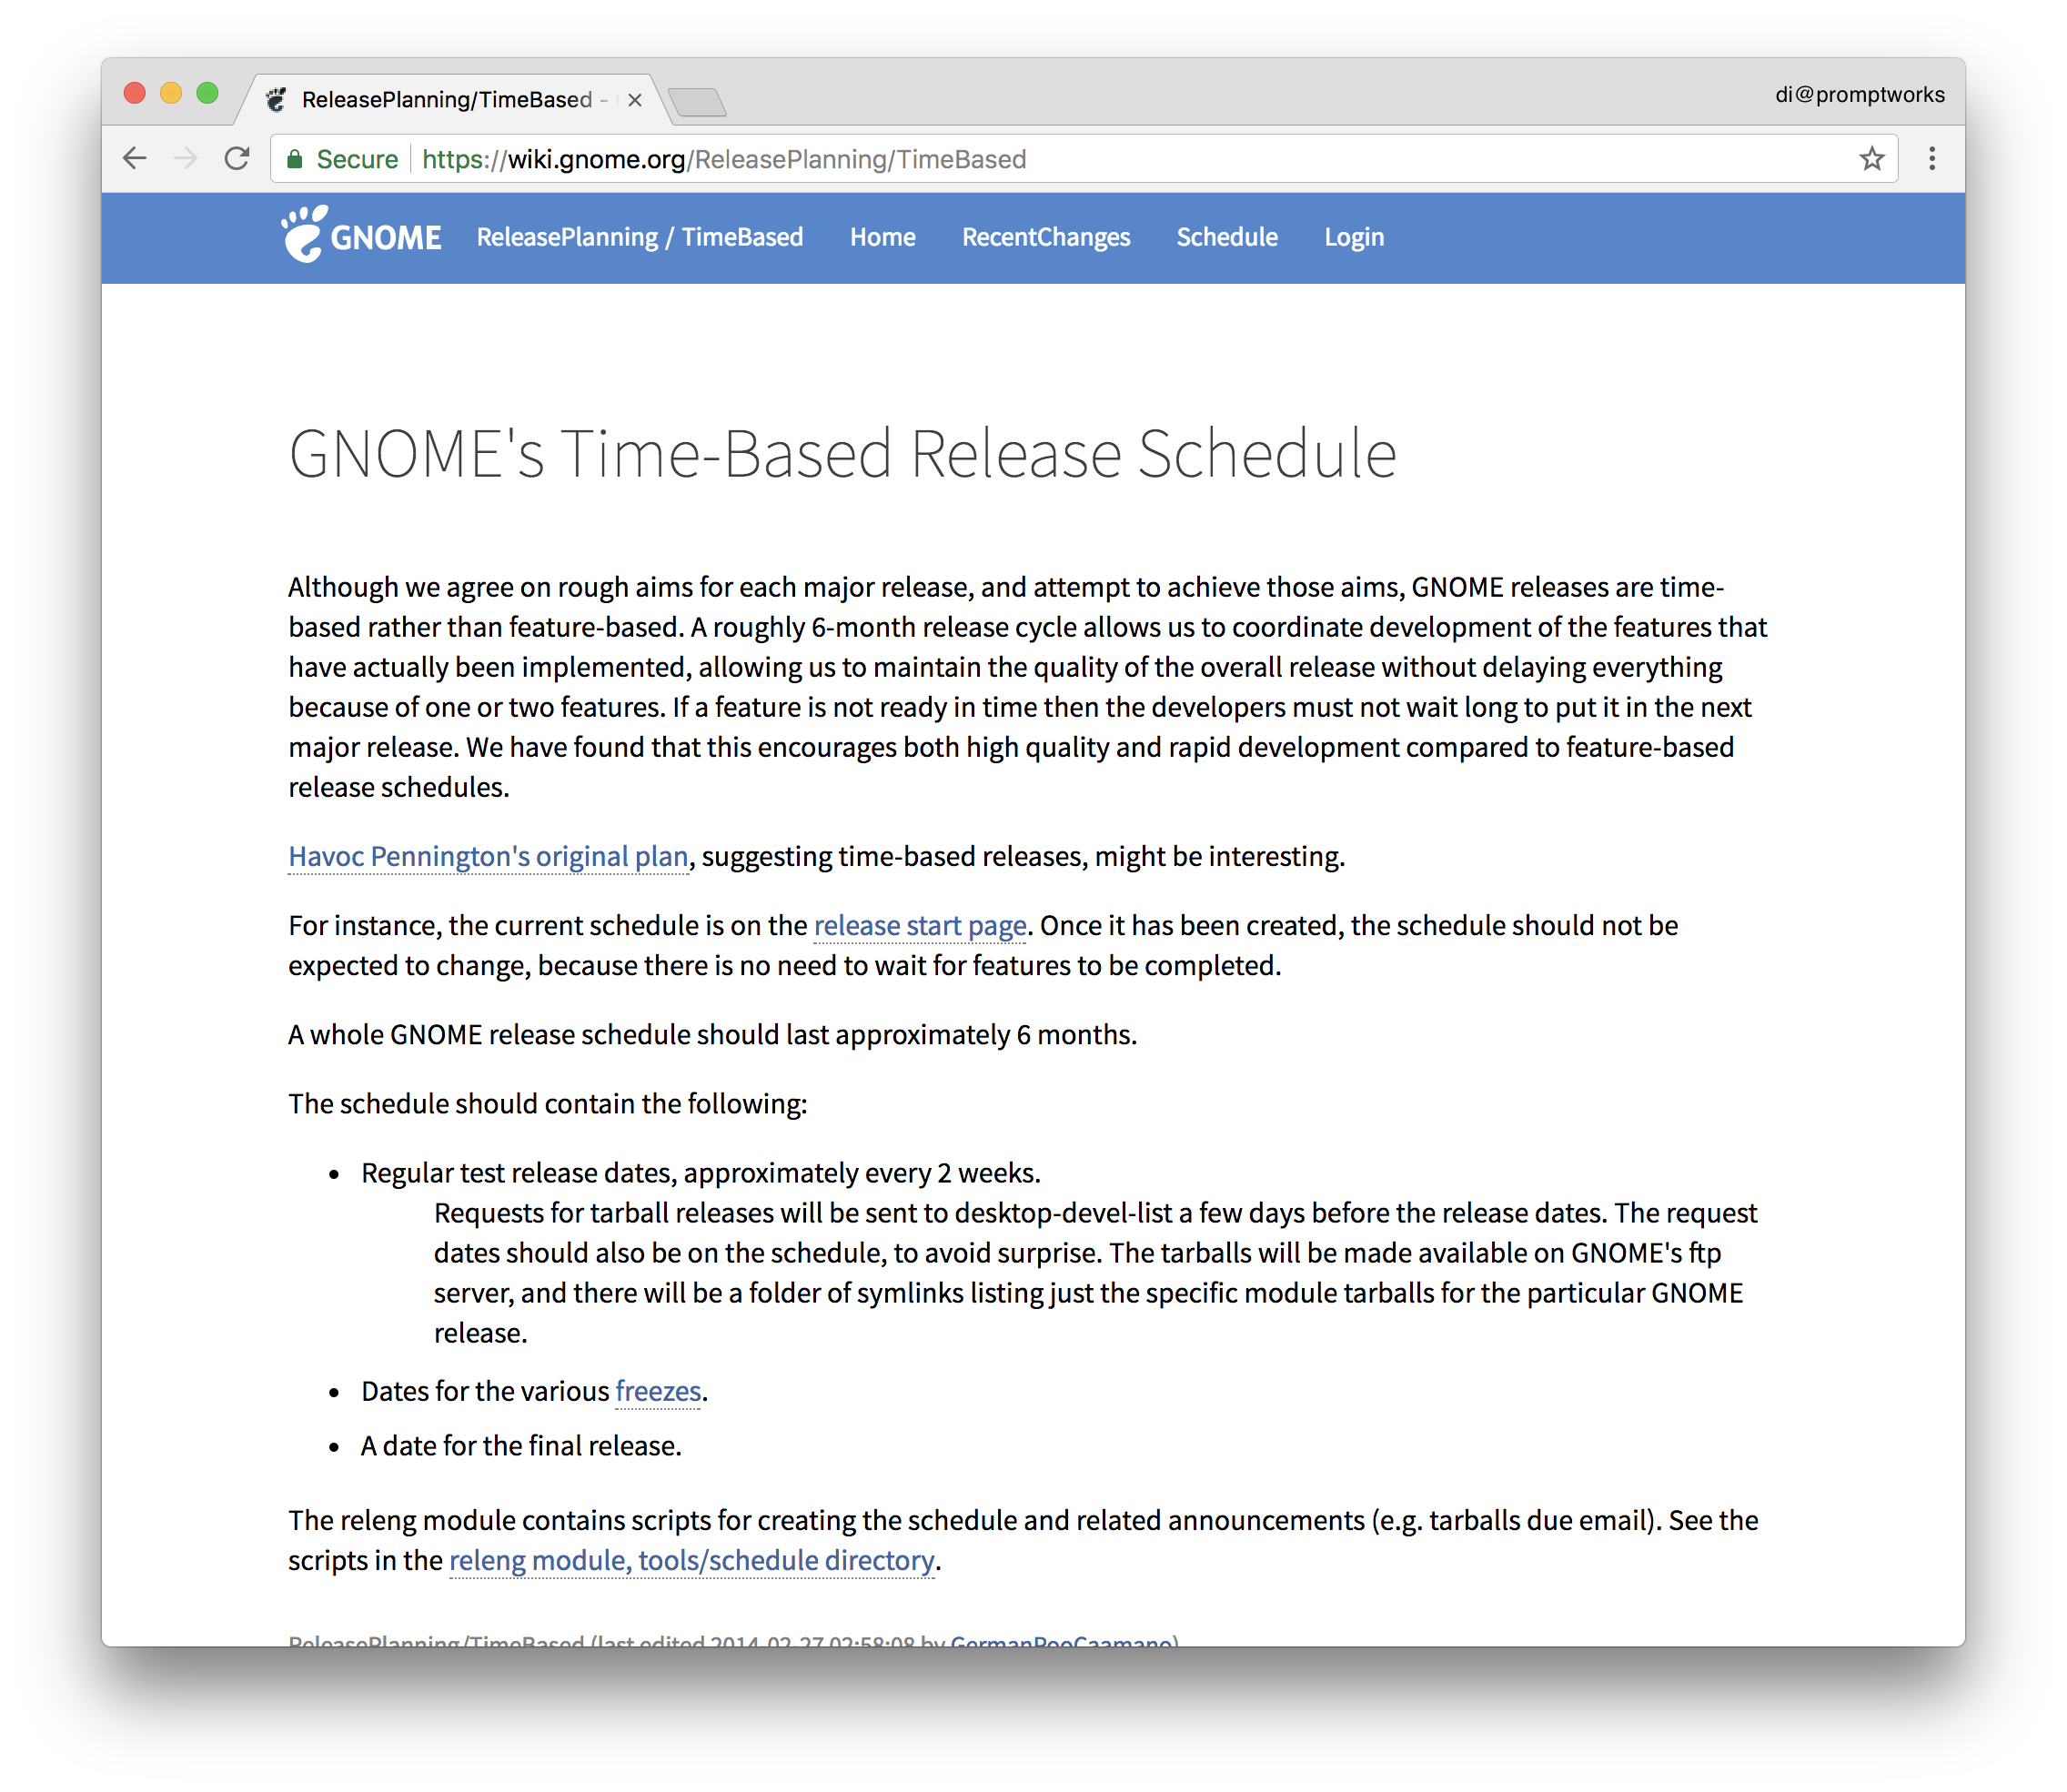 ReleasePlanning/TimeBased -
di@promptworks
Secure https://wiki.gnome.org/ReleasePlanning/TimeBased
GNOME ReleasePlanning / TimeBased Home RecentChanges Schedule Login
GNOME's Time-Based Release Schedule
Although we agree on rough aims for each major release, and attempt to achieve those aims, GNOME releases are time-
based rather than feature-based. A roughly 6-month release cycle allows us to coordinate development of the features that
have actually been implemented, allowing us to maintain the quality of the overall release without delaying everything
because of one or two features. If a feature is not ready in time then the developers must not wait long to put it in the next
major release. We have found that this encourages both high quality and rapid development compared to feature-based
release schedules.
Havoc Pennington's original plan, suggesting time-based releases, might be interesting.
For instance, the current schedule is on the release start page. Once it has been created, the schedule should not be
expected to change, because there is no need to wait for features to be completed.
A whole GNOME release schedule should last approximately 6 months.
The schedule should contain the following:
• Regular test release dates, approximately every 2 weeks.
Requests for tarball releases will be sent to desktop-devel-list a few days before the release dates. The request
dates should also be on the schedule, to avoid surprise. The tarballs will be made available on GNOME's ftp
server, and there will be a folder of symlinks listing just the specific module tarballs for the particular GNOME
release.
• Dates for the various freezes.
• A date for the final release.
The releng module contains scripts for creating the schedule and related announcements (e.g. tarballs due email). See the
scripts in the releng module, tools/schedule directory.
ReleasePlanning/TimeBased (last edited 2014-02-27 02:58:08 by GermanPooCaamano)